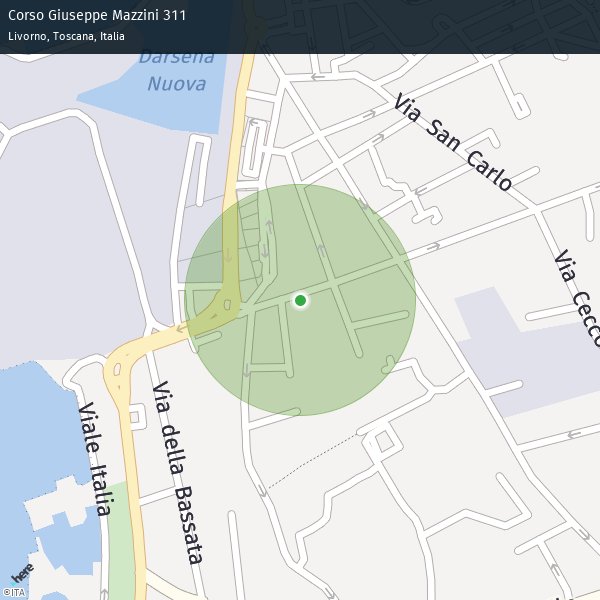 Corso Giuseppe Mazzini 311
Livorno, Toscana, Italia
Darsena
Nuova
Via San Carlo
Via Cecco
Viale Italia
Via della Bassata
here
©ITA